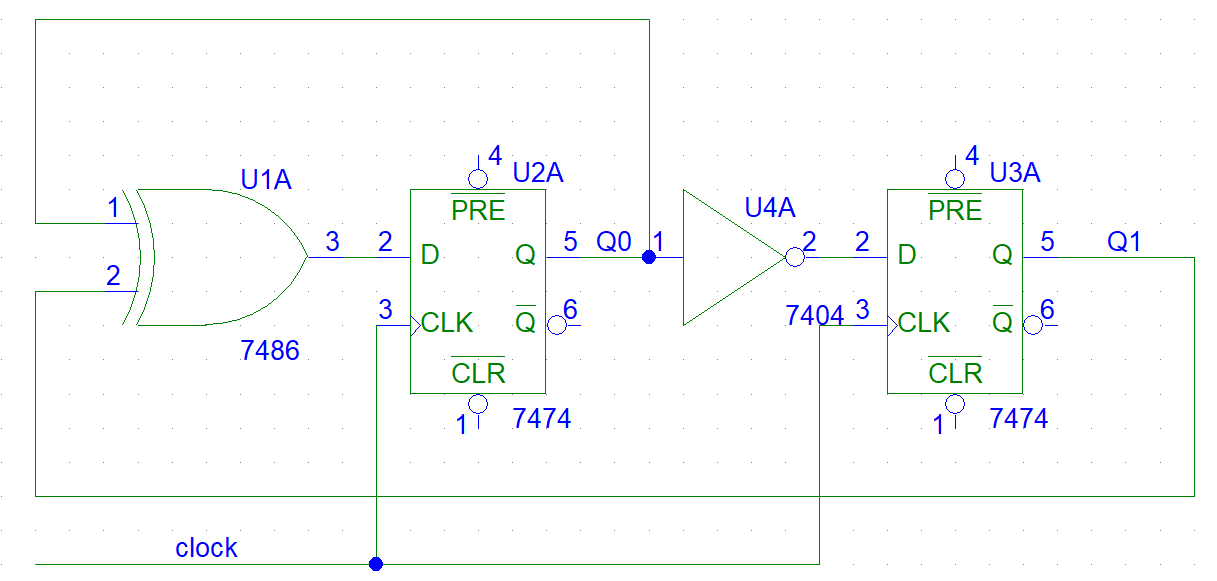 4 U2A
4 U3A
U1A
PRE
PRE
U4A
1
3 2 D Q 5 Q0 1 2 2 D Q 5 Q1
2
3 CLK Q 6 7404 3 CLK Q 6
7486
CLR
CLR
1 7474
1 7474
clock